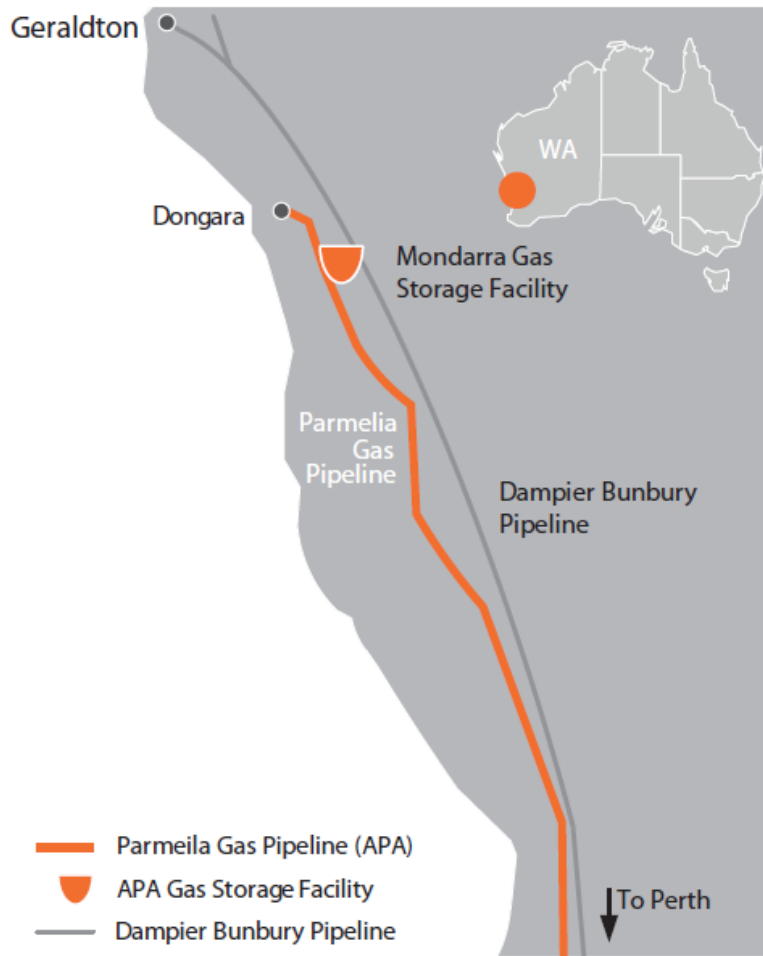 Geraldton
WA
Dongara
Mondarra Gas
Storage Facility
Parmelia
Gas
Pipeline
Dampier Bunbury
Pipeline
Parmeila Gas Pipeline (APA)
APA Gas Storage Facility
Dampier Bunbury Pipeline
To Perth